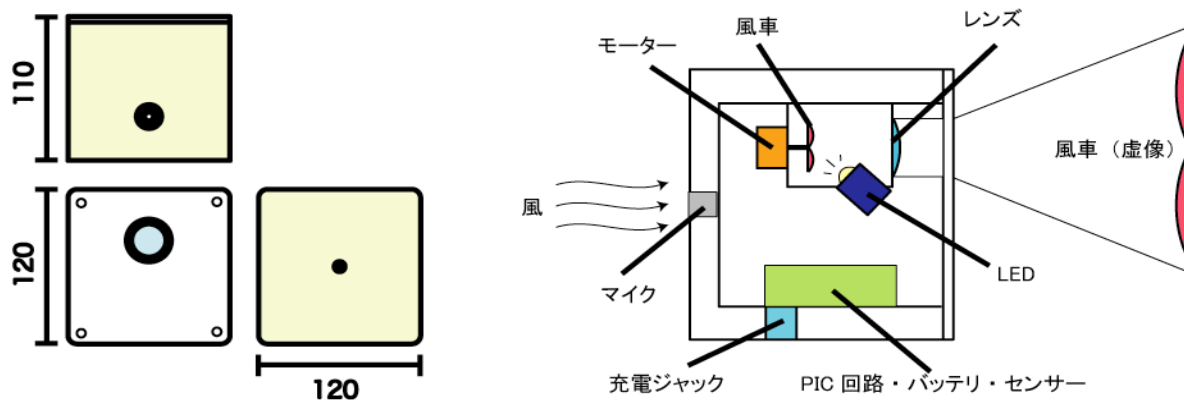 110
120
120
モーター
風車
レンズ
風車（虚像）
風
マイク
LED
充電ジャック
PIC 回路・バッテリ・センサー